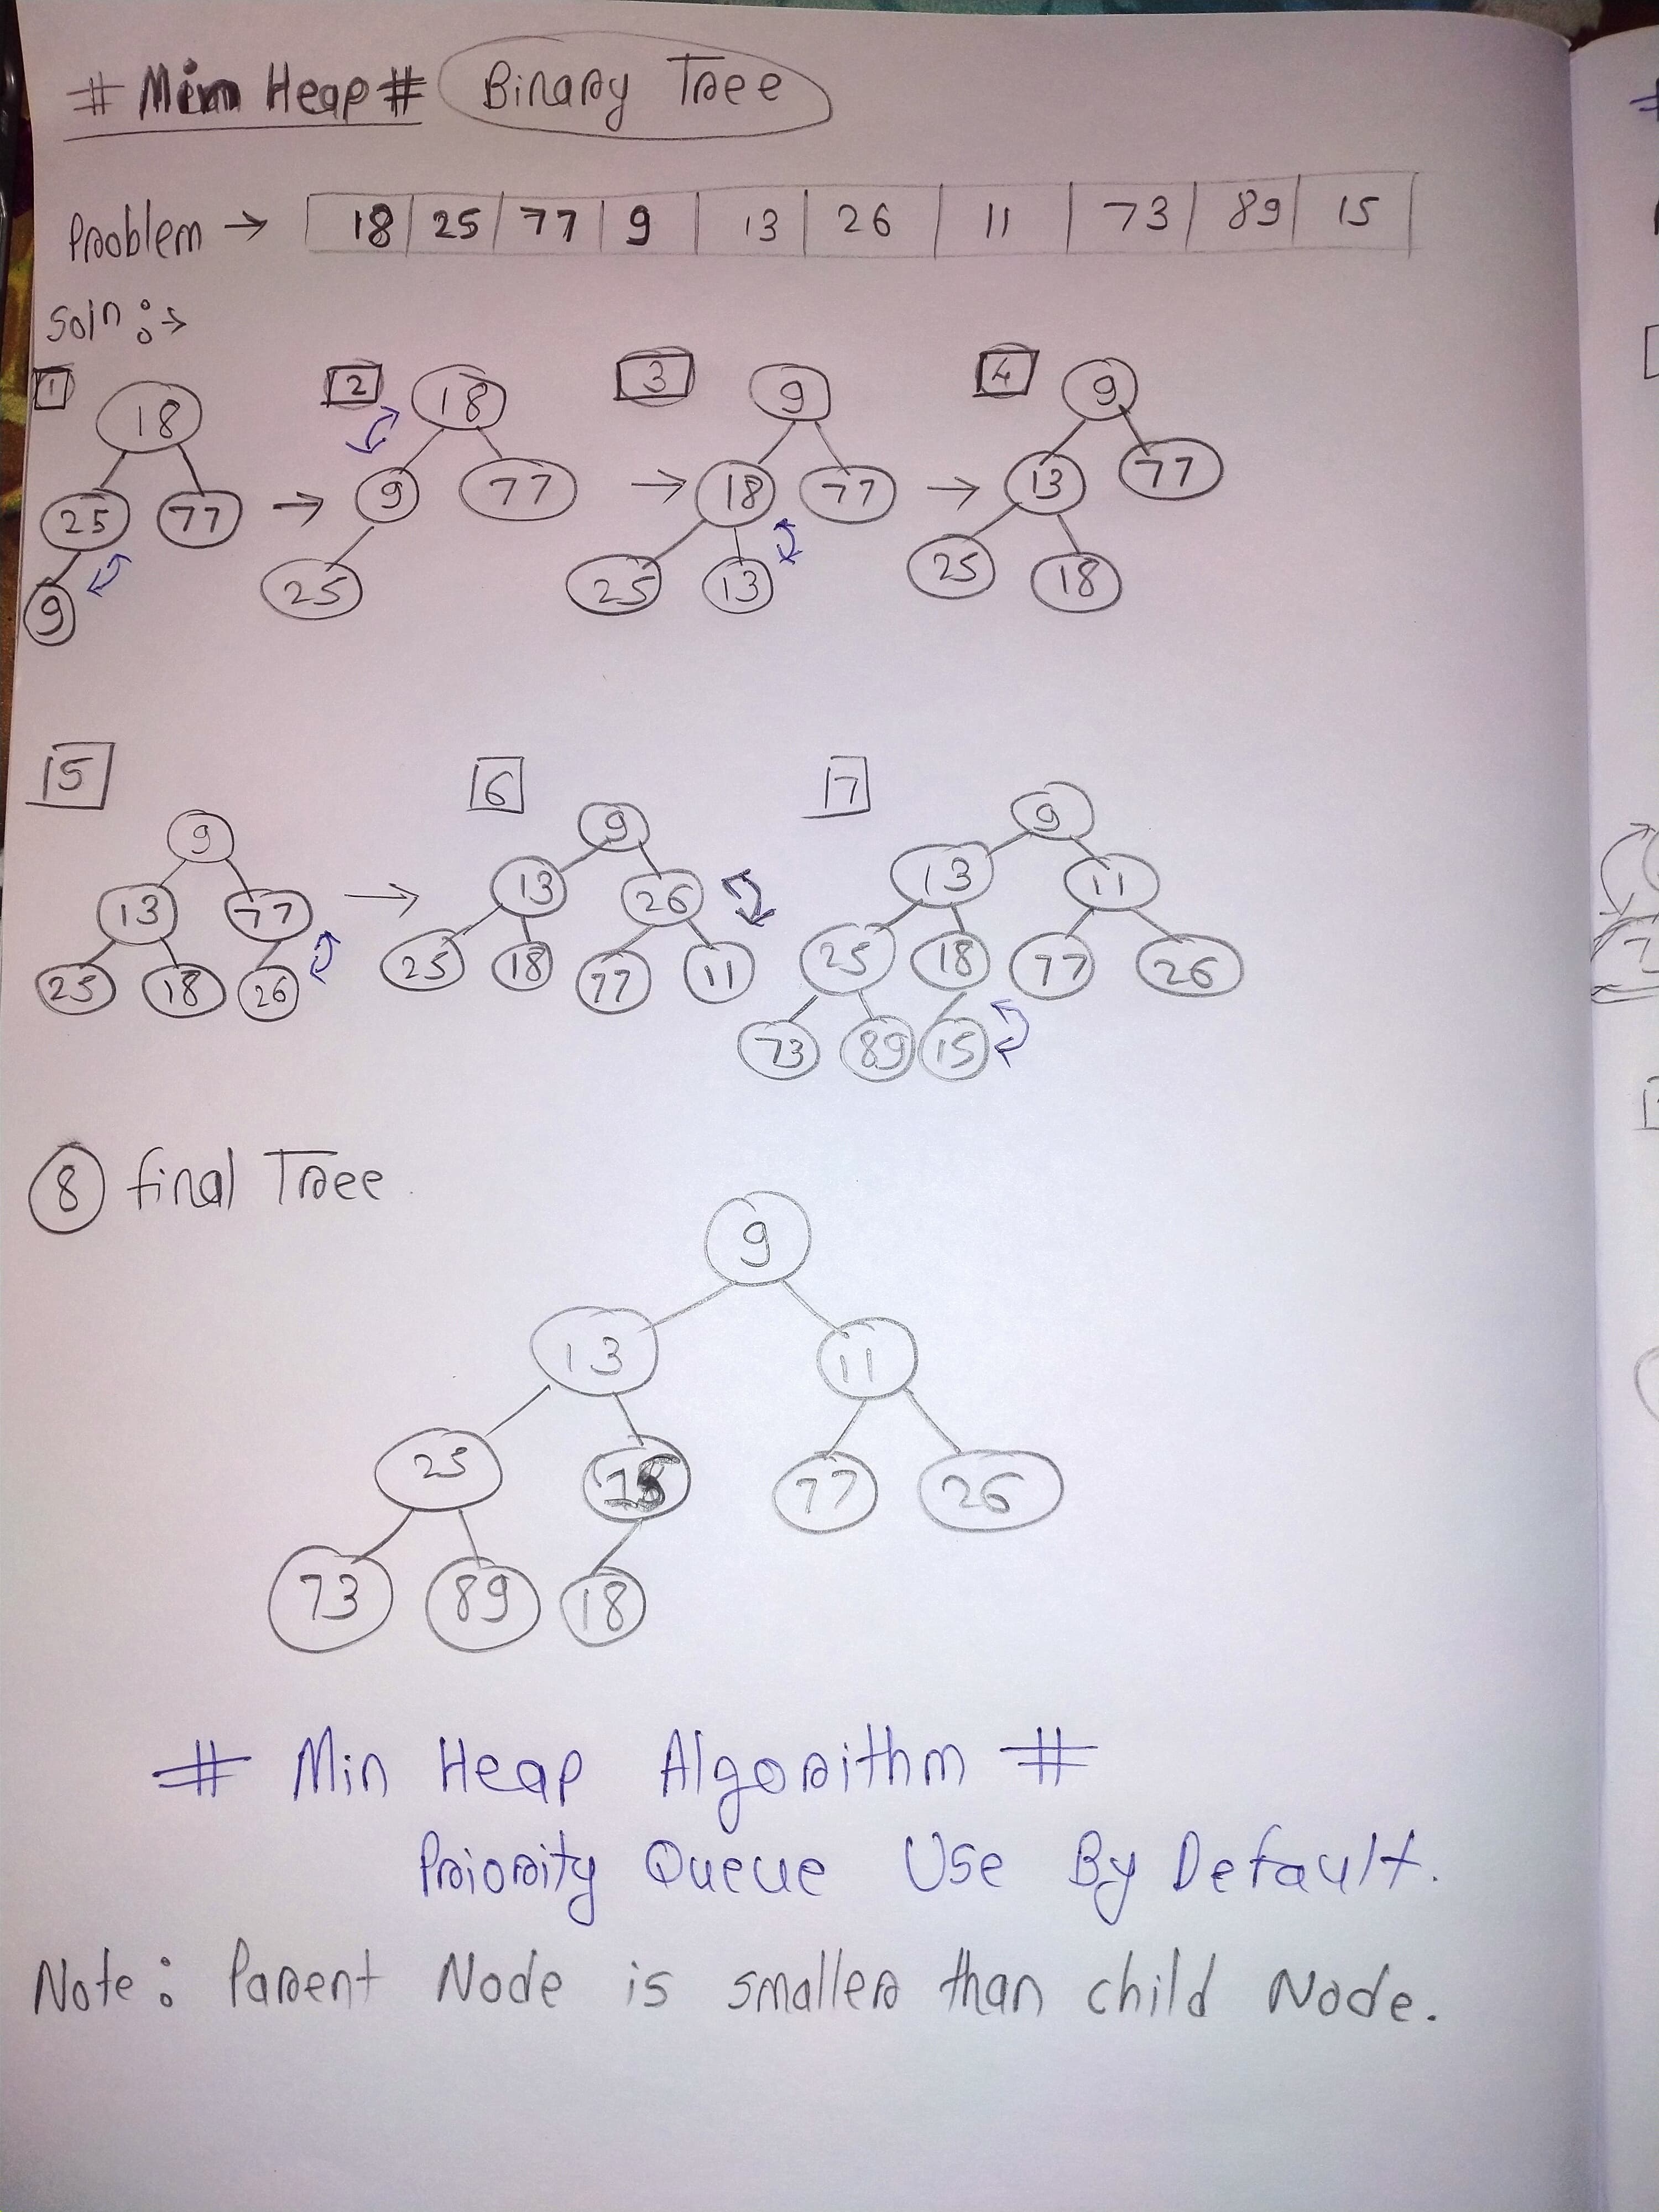 # Min Heap # Binary Tree
Problem → 18 25 77 9 13 26 11 73 89 15
Soln :→
1 2 3 4
18 18 9 9
25 77 → 9 77 → 18 77 → 13 77
9 25 25 13 25 18
5 6 7
9 9 9
13 77 → 13 26 13 11
25 18 26 25 18 77 11 25 18 77 26
73 89 15
8 final Tree
9
13 11
25 15 77 26
73 89 18
# Min Heap Algorithm #
Priority Queue Use By Default.
Note: Parent Node is smaller than child Node.